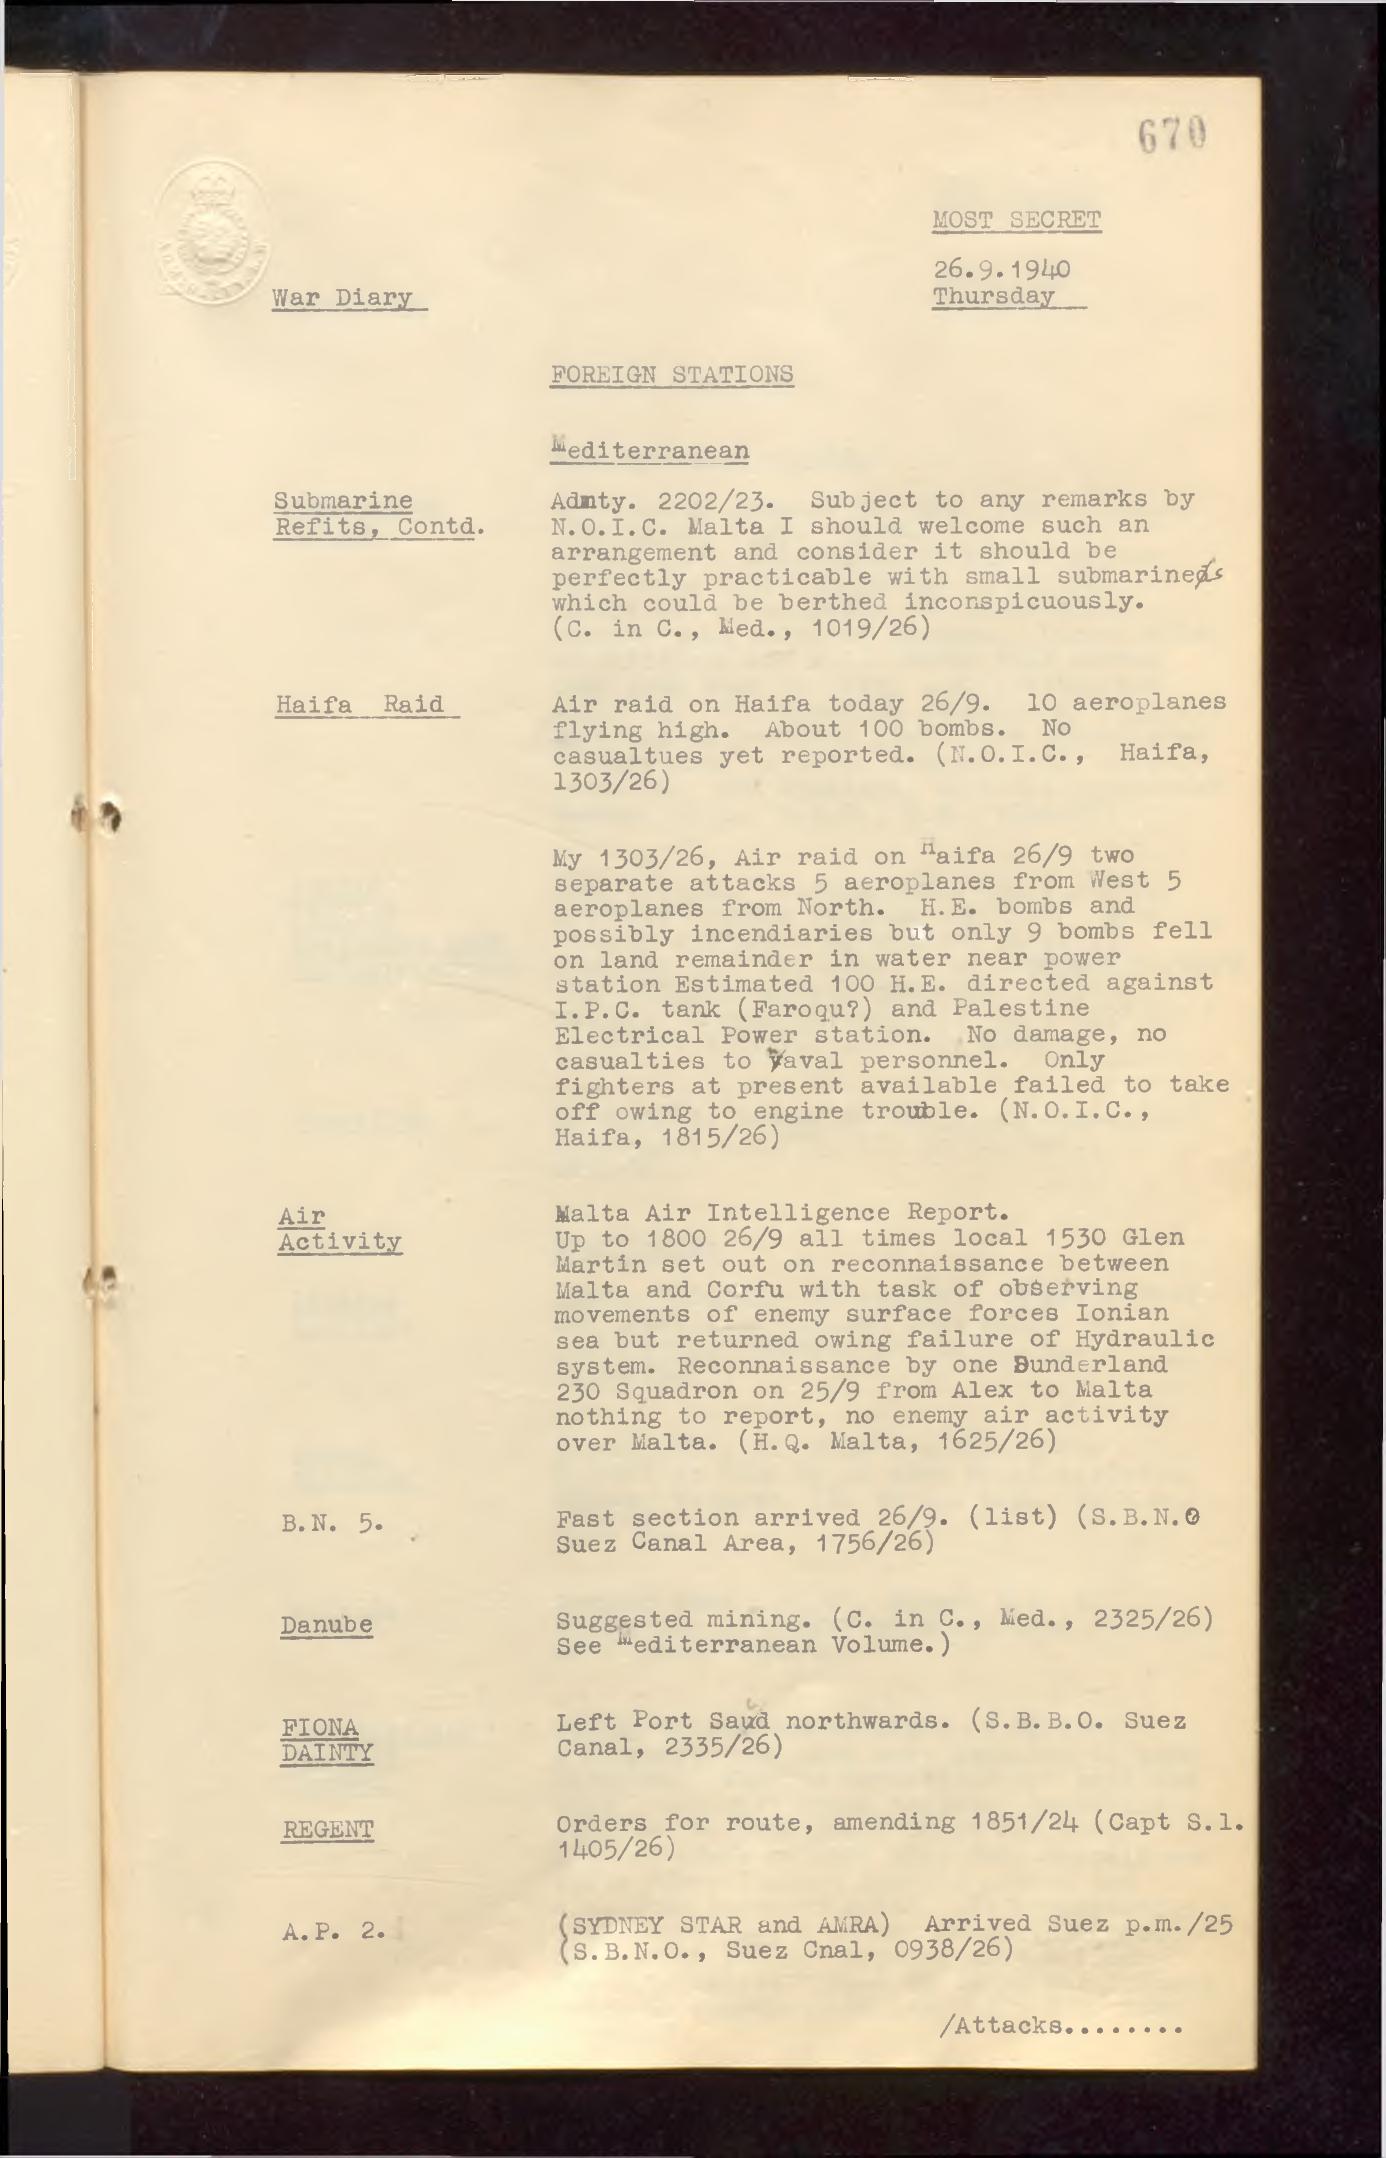 670
MOST SECRET
26.9.1940
War Diary
Thursday
FOREIGN STATIONS
Mediterranean
Submarine
Refits, Contd.
Admty. 2202/23. Subject to any remarks by
N.O.I.C. Malta I should welcome such an
arrangement and consider it should be
perfectly practicable with small submarines
which could be berthed inconspicuously.
(C. in C., Med., 1019/26)
Haifa Raid
Air raid on Haifa today 26/9. 10 aeroplanes
flying high. About 100 bombs. No
casualtues yet reported. (N.O.I.C., Haifa,
1303/26)
My 1303/26, Air raid on Haifa 26/9 two
separate attacks 5 aeroplanes from West 5
aeroplanes from North. H.E. bombs and
possibly incendiaries but only 9 bombs fell
on land remainder in water near power
station Estimated 100 H.E. directed against
I.P.C. tank (Faroqu?) and Palestine
Electrical Power station. No damage, no
casualties to Naval personnel. Only
fighters at present available failed to take
off owing to engine trouble. (N.O.I.C.,
Haifa, 1815/26)
Air
Activity
Malta Air Intelligence Report.
Up to 1800 26/9 all times local 1530 Glen
Martin set out on reconnaissance between
Malta and Corfu with task of observing
movements of enemy surface forces Ionian
sea but returned owing failure of Hydraulic
system. Reconnaissance by one Sunderland
230 Squadron on 25/9 from Alex to Malta
nothing to report, no enemy air activity
over Malta. (H.Q. Malta, 1625/26)
B.N. 5.
Fast section arrived 26/9. (list) (S.B.N.O
Suez Canal Area, 1756/26)
Danube
Suggested mining. (C. in C., Med., 2325/26)
See Mediterranean Volume.)
FIONA
DAINTY
Left Port Said northwards. (S.B.B.O. Suez
Canal, 2335/26)
REGENT
Orders for route, amending 1851/24 (Capt S.1.
1405/26)
A.P. 2.
(SYDNEY STAR and AMRA) Arrived Suez p.m./25
(S.B.N.O., Suez Cnal, 0938/26)
/Attacks........